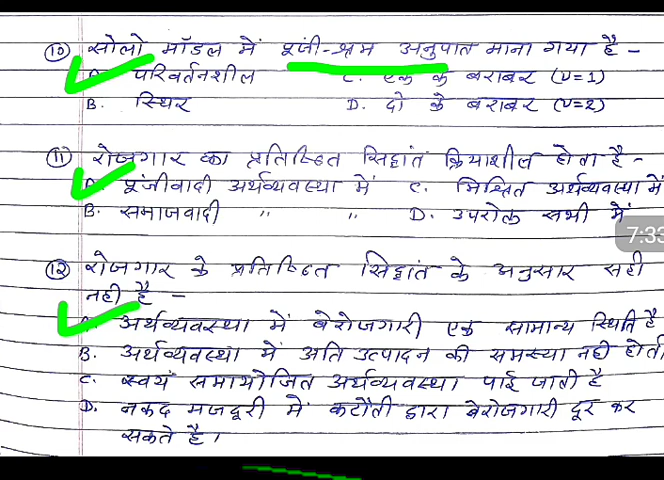 ⑩ सोलो मॉडल में पूंजी-श्रम अनुपात माना गया है -
A. परिवर्तनशील C. एक के बराबर (v=1)
B. स्थिर D. दो के बराबर (v=2)
⑪ रोजगार का प्रतिष्ठित सिद्धांत क्रियाशील होता है -
A. पूंजीवादी अर्थव्यवस्था में C. मिश्रित अर्थव्यवस्था में
B. समाजवादी " " D. उपरोक्त सभी में
7:33
⑫ रोजगार के प्रतिष्ठित सिद्धांत के अनुसार सही
नही है -
A. अर्थव्यवस्था में बेरोजगारी एक सामान्य स्थिति है
B. अर्थव्यवस्था में अति उत्पादन की समस्या नही होती
C. स्वयं समायोजित अर्थव्यवस्था पाई जाती है
D. नकद मजदूरी में कटौती द्वारा बेरोजगारी दूर कर
सकते है।